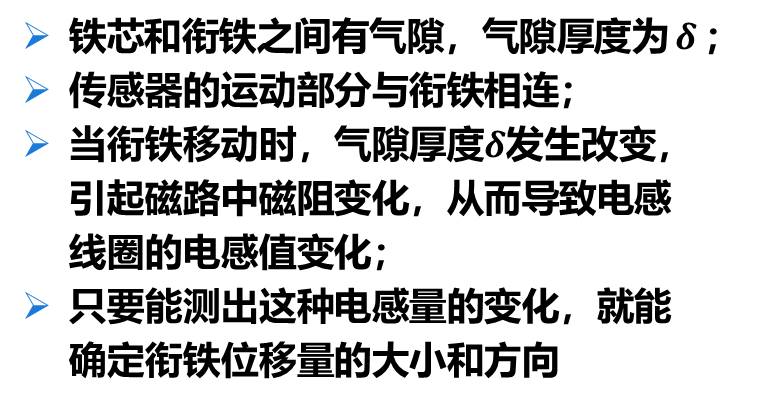 铁芯和衔铁之间有气隙，气隙厚度为 δ；
传感器的运动部分与衔铁相连；
当衔铁移动时，气隙厚度δ发生改变，
引起磁路中磁阻变化，从而导致电感
线圈的电感值变化；
只要能测出这种电感量的变化，就能
确定衔铁位移量的大小和方向